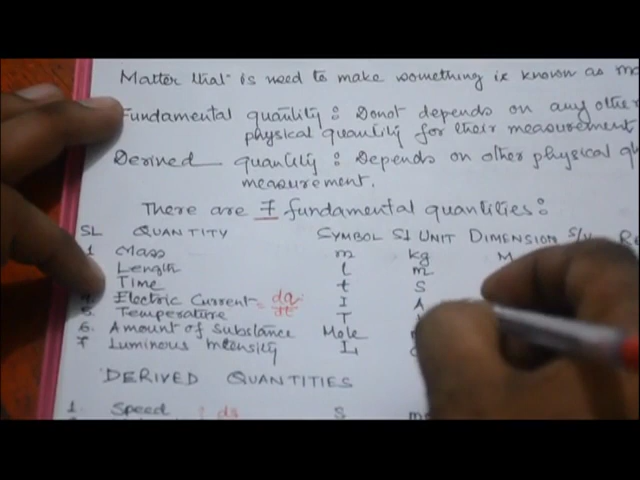 Matter that is need to make something is known as
Fundamental quantity : Donot depends on any other
physical quantity for their measurement
Derived quantity : Depends on other physical
measurement.
There are 7 fundamental quantities :
SL QUANTITY SYMBOL SI UNIT DIMENSION S/V
1 Mass m kg M
Length l m
Time t S
4. Electric Current = dq/dt I A
5. Temperature T
6. Amount of Substance Mole
7 Luminous intensity
DERIVED QUANTITIES
1. Speed : ds S